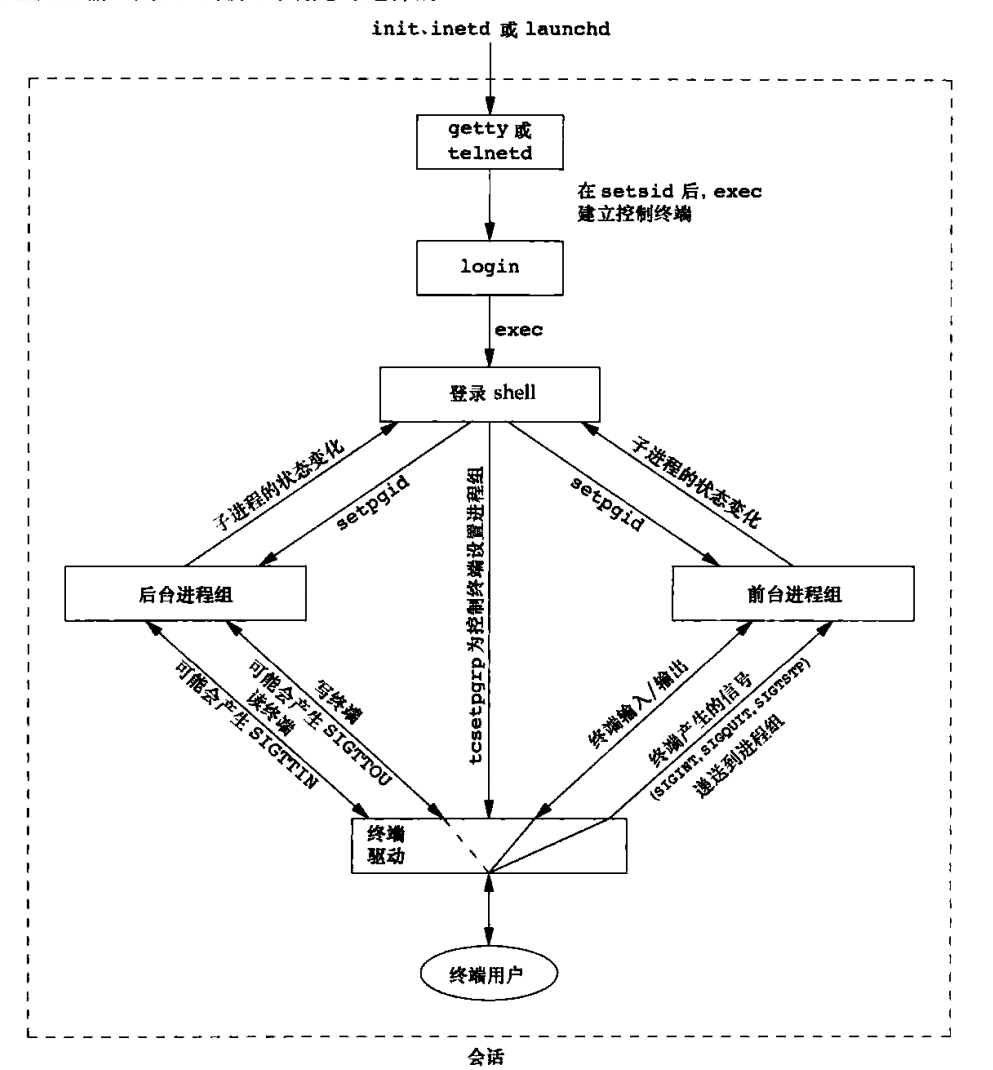 init、inetd 或 launchd
getty 或
telnetd
在 setsid 后, exec
建立控制终端
login
exec
登录 shell
子进程的状态变化
setpgid
tcsetpgrp 为控制终端设置进程组
setpgid
子进程的状态变化
后台进程组
前台进程组
读终端
可能会产生 SIGTTIN
写终端
可能会产生 SIGTTOU
终端输入/输出
终端产生的信号
(SIGINT, SIGQUIT, SIGTSTP)
递送到进程组
终端
驱动
终端用户
会话